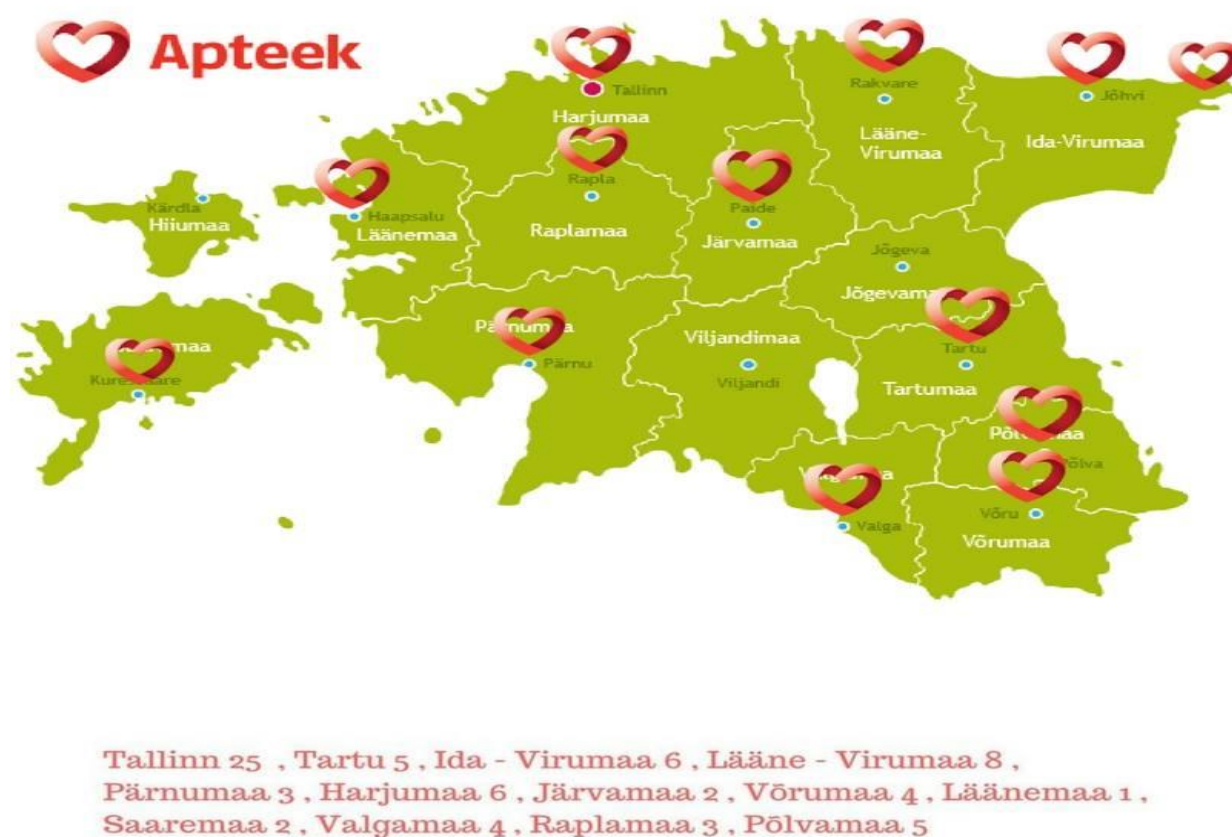 Apteek
Tallinn
Harjumaa
Rakvare
Lääne-
Virumaa
Jõhvi
Ida-Virumaa
Kärdla
Hiiumaa
Haapsalu
Läänemaa
Rapla
Raplamaa
Paide
Järvamaa
Jõgeva
Pärnu
Viljandimaa
Viljandi
Tartu
Tartumaa
Valga
Võru
Võrumaa
Tallinn 25 , Tartu 5 , Ida - Virumaa 6 , Lääne - Virumaa 8 ,
Pärnumaa 3 , Harjumaa 6 , Järvamaa 2 , Võrumaa 4 , Läänemaa 1 ,
Saaremaa 2 , Valgamaa 4 , Raplamaa 3 , Põlvamaa 5